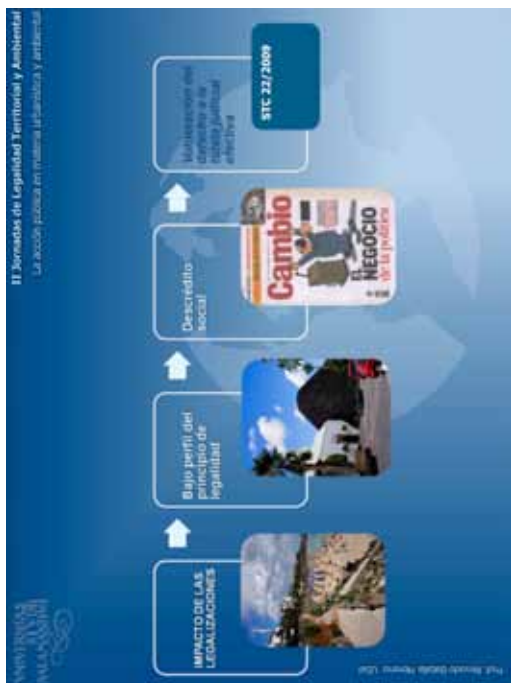 II Jornadas de Legalidad Territorial y Ambiental
La acción pública en materia urbanística y ambiental
IMPACTO DE LAS
LEGALIZACIONES
Bajo perfil del
principio de
legalidad
Descrédito
social
Cambio
EL
NEGOCIO
de la política
Vulneración del
derecho a la
tutela judicial
efectiva
STC 22/2009
Prof.
Moreno